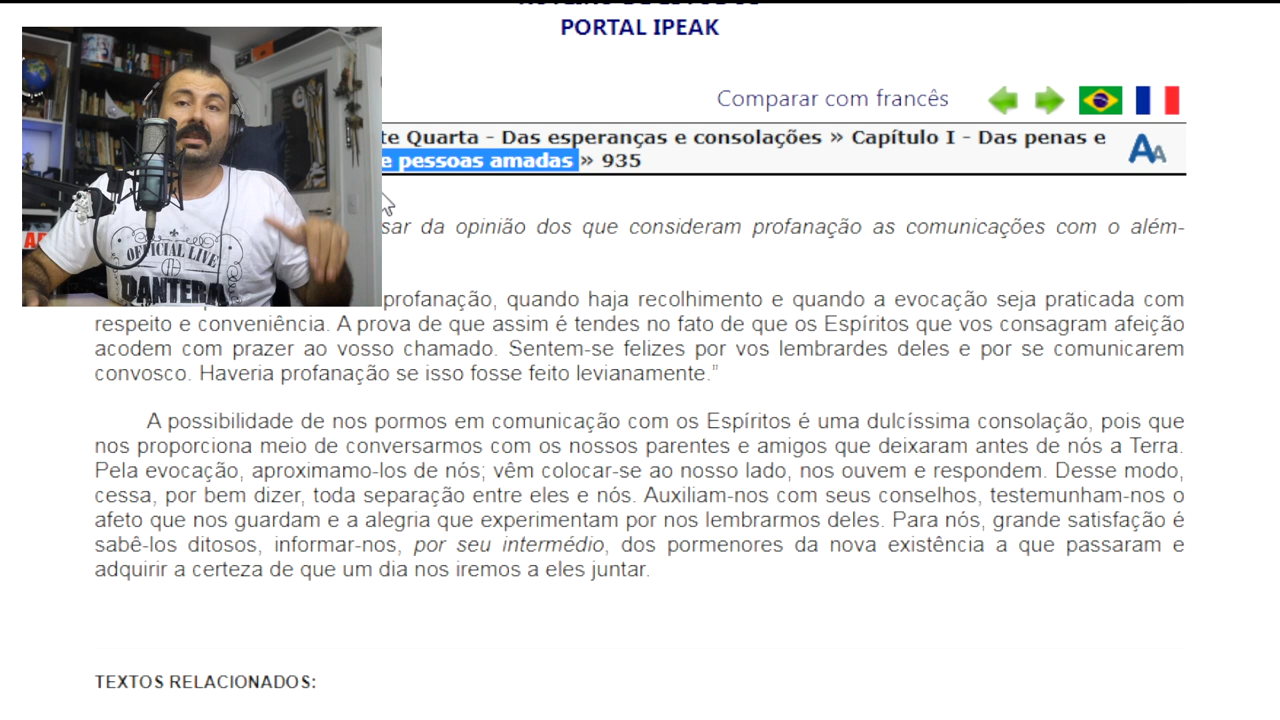 PORTAL IPEAK
Comparar com francês
te Quarta - Das esperanças e consolações » Capítulo I - Das penas e
e pessoas amadas » 935
AA
sar da opinião dos que consideram profanação as comunicações com o além-
OFFICIAL LIVE
PANTERA
profanação, quando haja recolhimento e quando a evocação seja praticada com
respeito e conveniência. A prova de que assim é tendes no fato de que os Espíritos que vos consagram afeição
acodem com prazer ao vosso chamado. Sentem-se felizes por vos lembrardes deles e por se comunicarem
convosco. Haveria profanação se isso fosse feito levianamente.”
A possibilidade de nos pormos em comunicação com os Espíritos é uma dulcíssima consolação, pois que
nos proporciona meio de conversarmos com os nossos parentes e amigos que deixaram antes de nós a Terra.
Pela evocação, aproximamo-los de nós; vêm colocar-se ao nosso lado, nos ouvem e respondem. Desse modo,
cessa, por bem dizer, toda separação entre eles e nós. Auxiliam-nos com seus conselhos, testemunham-nos o
afeto que nos guardam e a alegria que experimentam por nos lembrarmos deles. Para nós, grande satisfação é
sabê-los ditosos, informar-nos, por seu intermédio, dos pormenores da nova existência a que passaram e
adquirir a certeza de que um dia nos iremos a eles juntar.
TEXTOS RELACIONADOS: